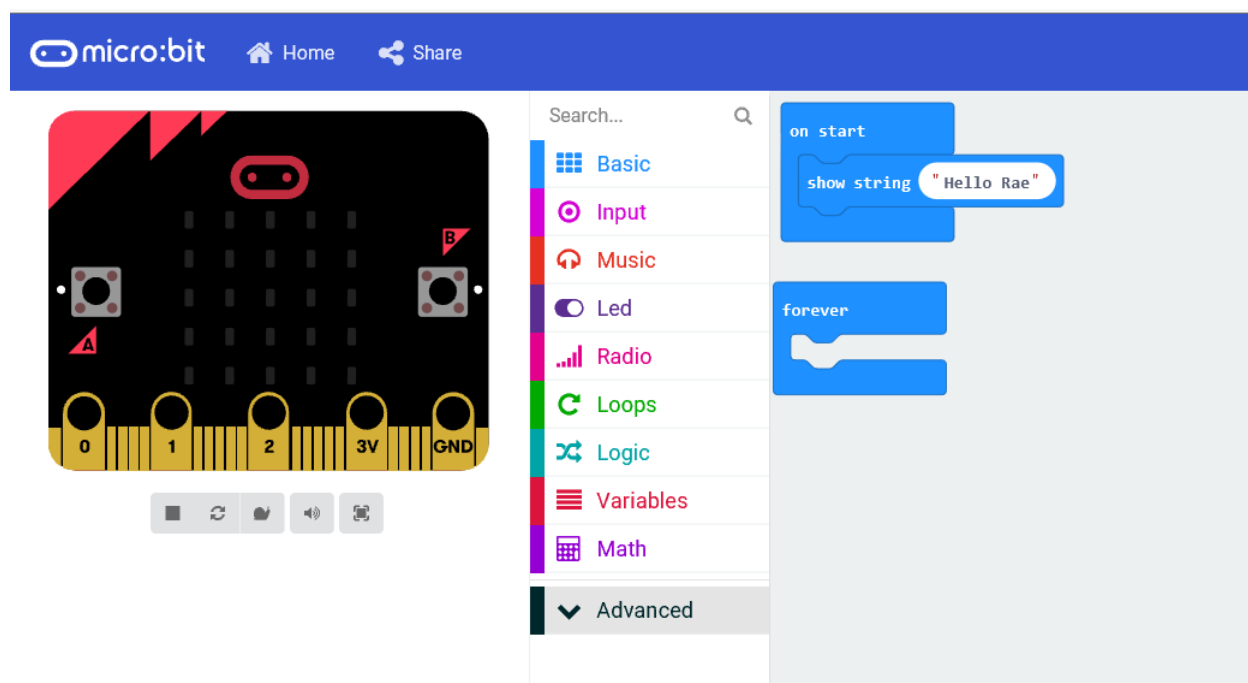 micro:bit Home Share
Search...
Basic
Input
Music
Led
Radio
Loops
Logic
Variables
Math
Advanced
B
A
0 1 2 3V GND
on start
show string "Hello Rae"
forever